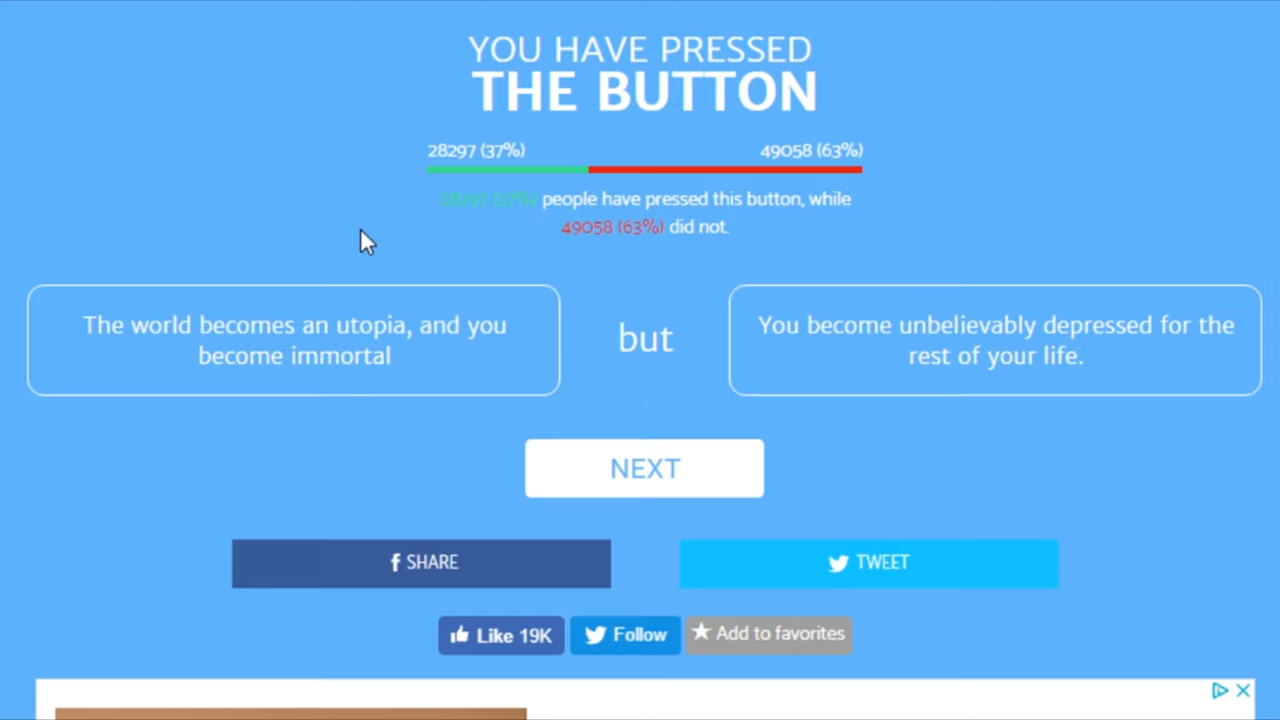 YOU HAVE PRESSED
THE BUTTON
28297 (37%) 49058 (63%)
28297 (37%) people have pressed this button, while
49058 (63%) did not.
The world becomes an utopia, and you
become immortal
but
You become unbelievably depressed for the
rest of your life.
NEXT
SHARE
TWEET
Like 19K
Follow
Add to favorites